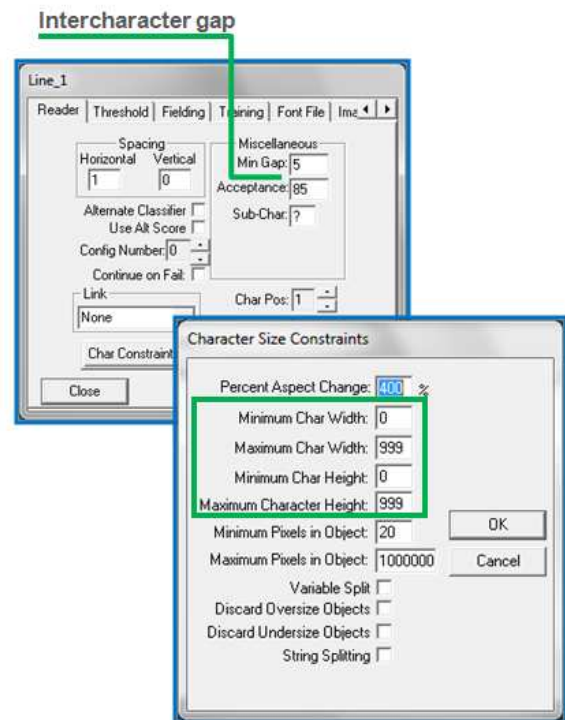 Intercharacter gap
Line_1
Reader Threshold Fielding Training Font File
Spacing
Horizontal Vertical
1 0
Alternate Classifier
Use Alt Score
Config Number: 0
Continue on Fail:
Link
None
Char Constraint
Close
Miscellaneous
Min Gap: 5
Acceptance: 85
Sub-Char: ?
Char Pos: 1
Character Size Constraints
Percent Aspect Change: 400 %
Minimum Char Width: 0
Maximum Char Width: 999
Minimum Char Height: 0
Maximum Character Height: 999
Minimum Pixels in Object: 20
Maximum Pixels in Object: 1000000
Variable Split
Discard Oversize Objects
Discard Undersize Objects
String Splitting
OK
Cancel